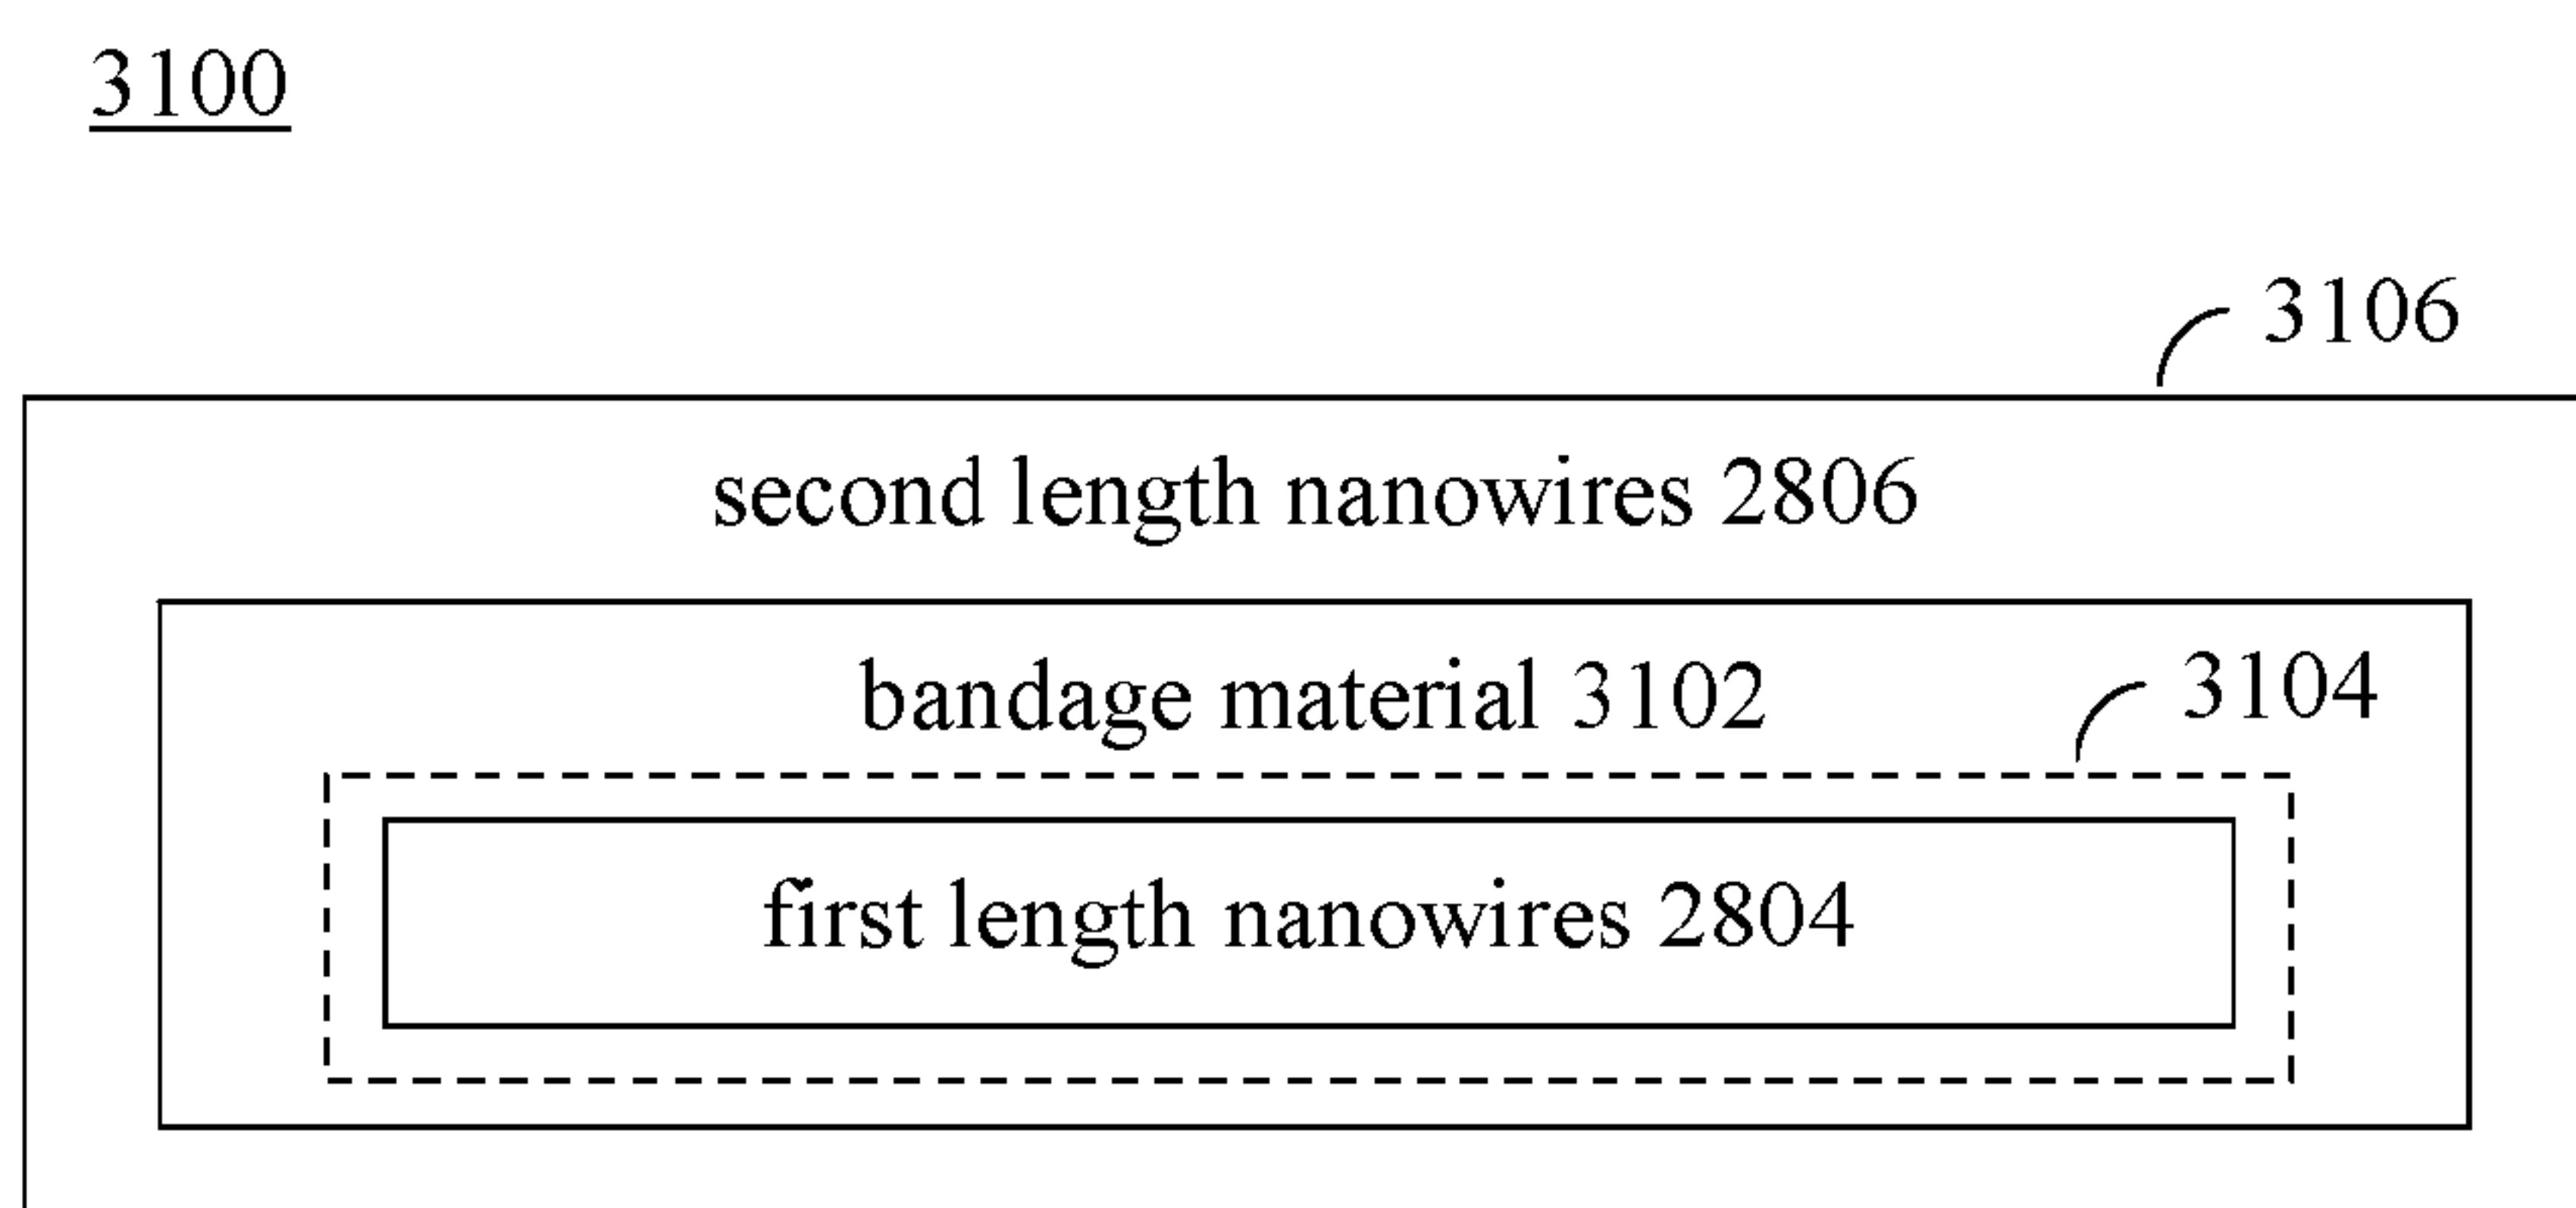 3100
3106
second length nanowires 2806
bandage material 3102
3104
first length nanowires 2804